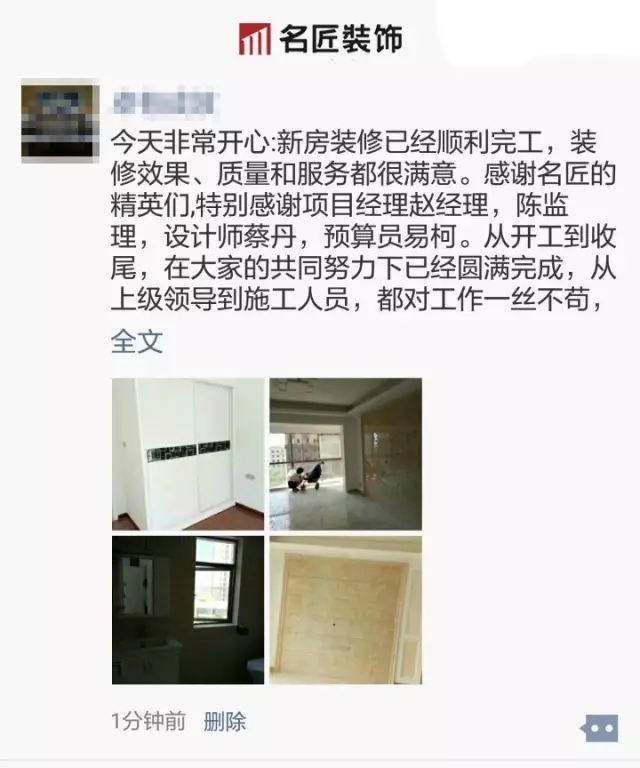 名匠装饰
今天非常开心:新房装修已经顺利完工，装
修效果、质量和服务都很满意。感谢名匠的
精英们,特别感谢项目经理赵经理，陈监
理，设计师蔡丹，预算员易柯。从开工到收
尾，在大家的共同努力下已经圆满完成，从
上级领导到施工人员，都对工作一丝不苟，
全文
1分钟前 删除